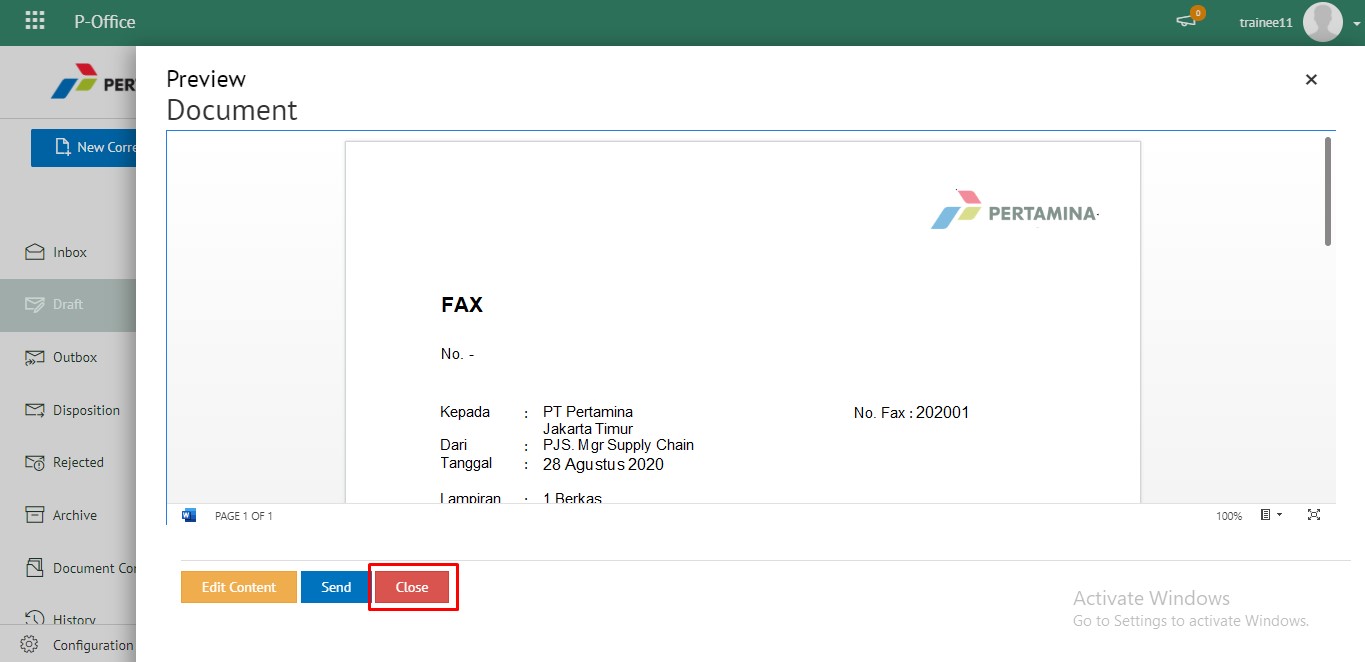 P-Office
0
trainee11
PER
New Corre
Inbox
Draft
Outbox
Disposition
Rejected
Archive
Document Cor
History
Configuration
Preview
Document
PERTAMINA
FAX
No. -
Kepada : PT Pertamina No. Fax : 202001
Jakarta Timur
Dari : PJS. Mgr Supply Chain
Tanggal : 28 Agustus 2020
Lampiran : 1 Berkas
PAGE 1 OF 1
100%
Edit Content
Send
Close
Activate Windows
Go to Settings to activate Windows.